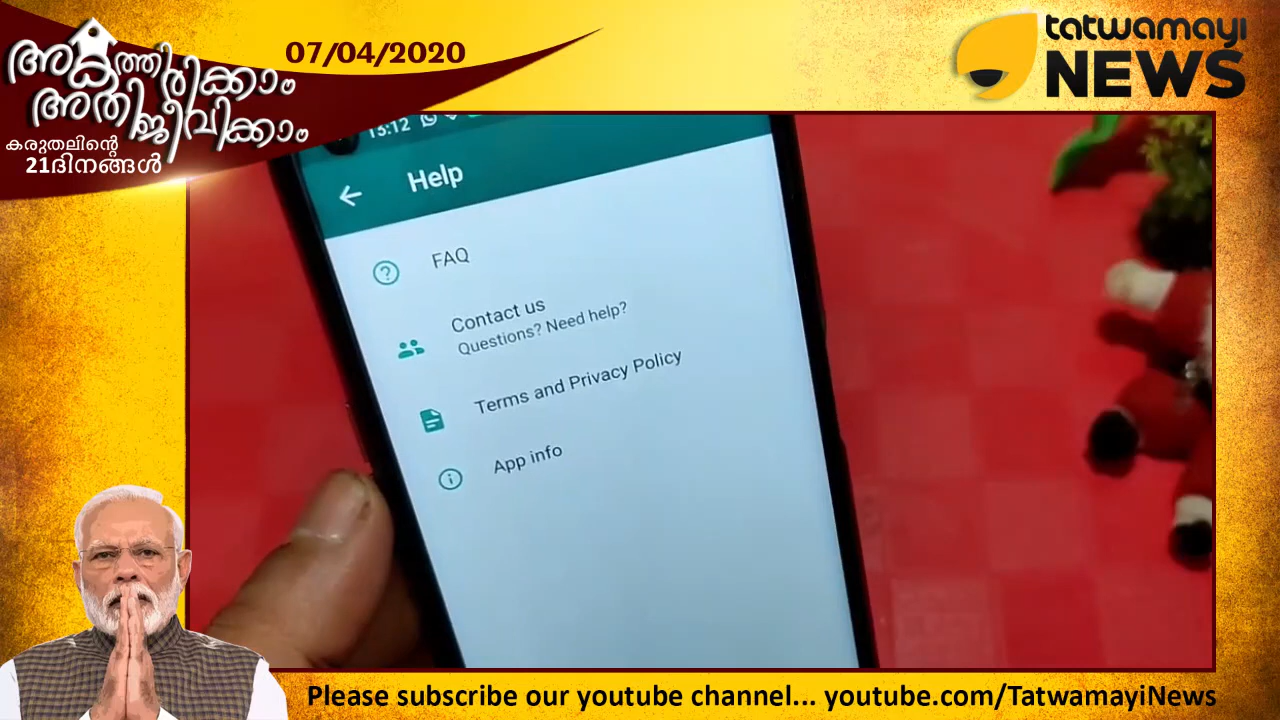 അകത്തിരിക്കാം
അതിജീവിക്കാം
കരുതലിന്റെ
21ദിനങ്ങൾ
07/04/2020
tatwamayi
NEWS
13:12
Help
FAQ
Contact us
Questions? Need help?
Terms and Privacy Policy
App info
Please subscribe our youtube channel... youtube.com/TatwamayiNews